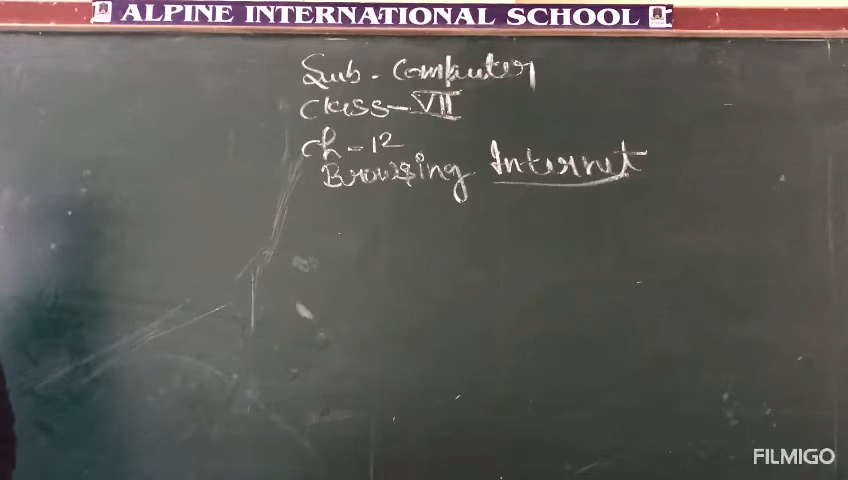 ALPINE INTERNATIONAL SCHOOL
Sub - Computer
Class - VII
Ch - 12
Browsing Internet
FILMIGO